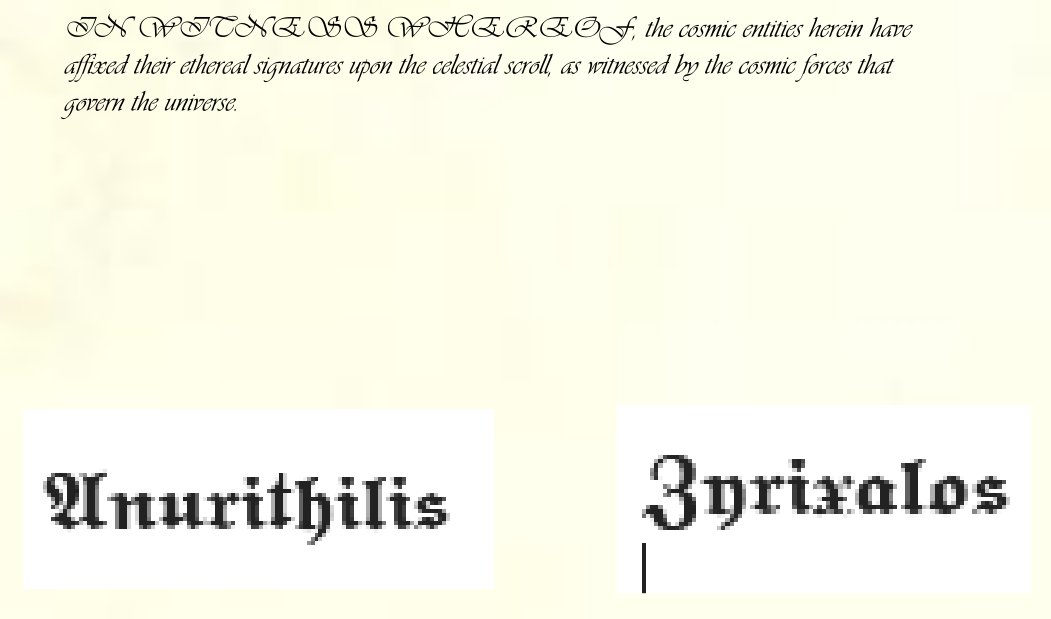 IN WITNESS WHEREOF, the cosmic entities herein have
affixed their ethereal signatures upon the celestial scroll, as witnessed by the cosmic forces that
govern the universe.
Anurithilis
Zyrixalos